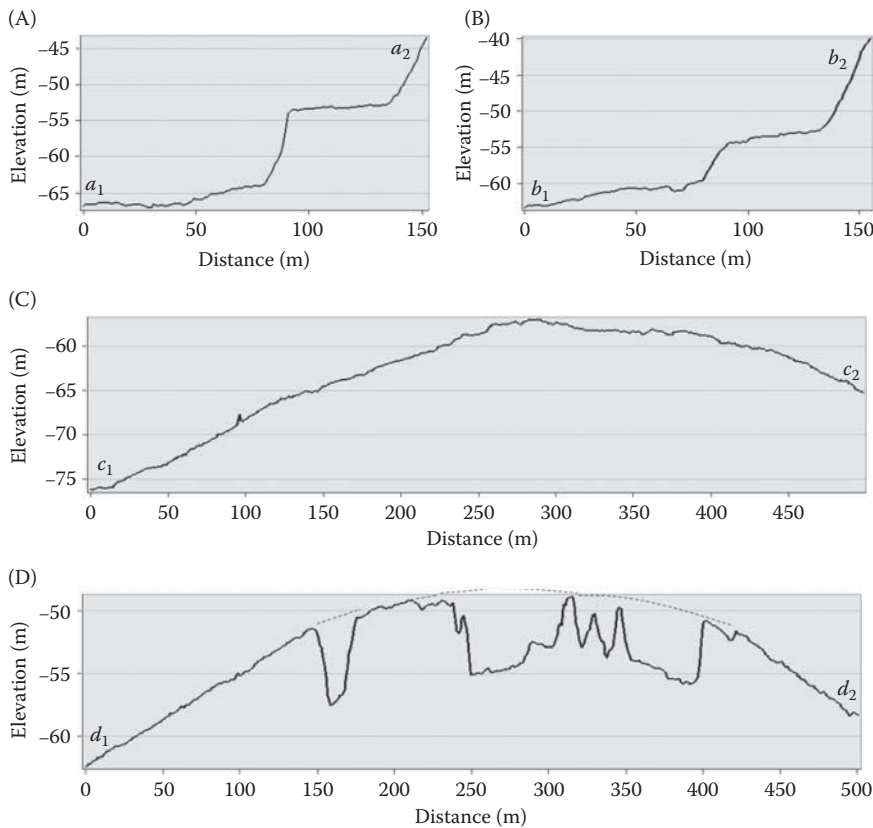 (A)
Elevation (m)
−45
−50
−55
−60
−65
a1
a2
0
50
100
150
Distance (m)
(B)
Elevation (m)
−40
−45
−50
−55
−60
b1
b2
0
50
100
150
Distance (m)
(C)
Elevation (m)
−60
−65
−70
−75
c1
c2
0
50
100
150
200
250
300
350
400
450
Distance (m)
(D)
Elevation (m)
−50
−55
−60
d1
d2
0
50
100
150
200
250
300
350
400
450
500
Distance (m)